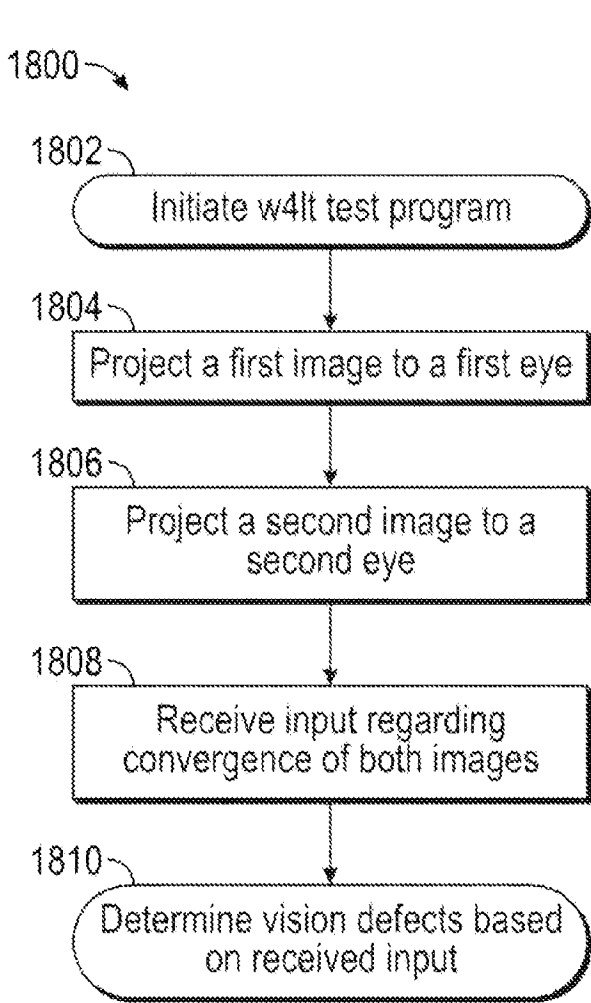 1800
1802
Initiate w4lt test program
1804
Project a first image to a first eye
1806
Project a second image to a
second eye
1808
Receive input regarding
convergence of both images
1810
Determine vision defects based
on received input